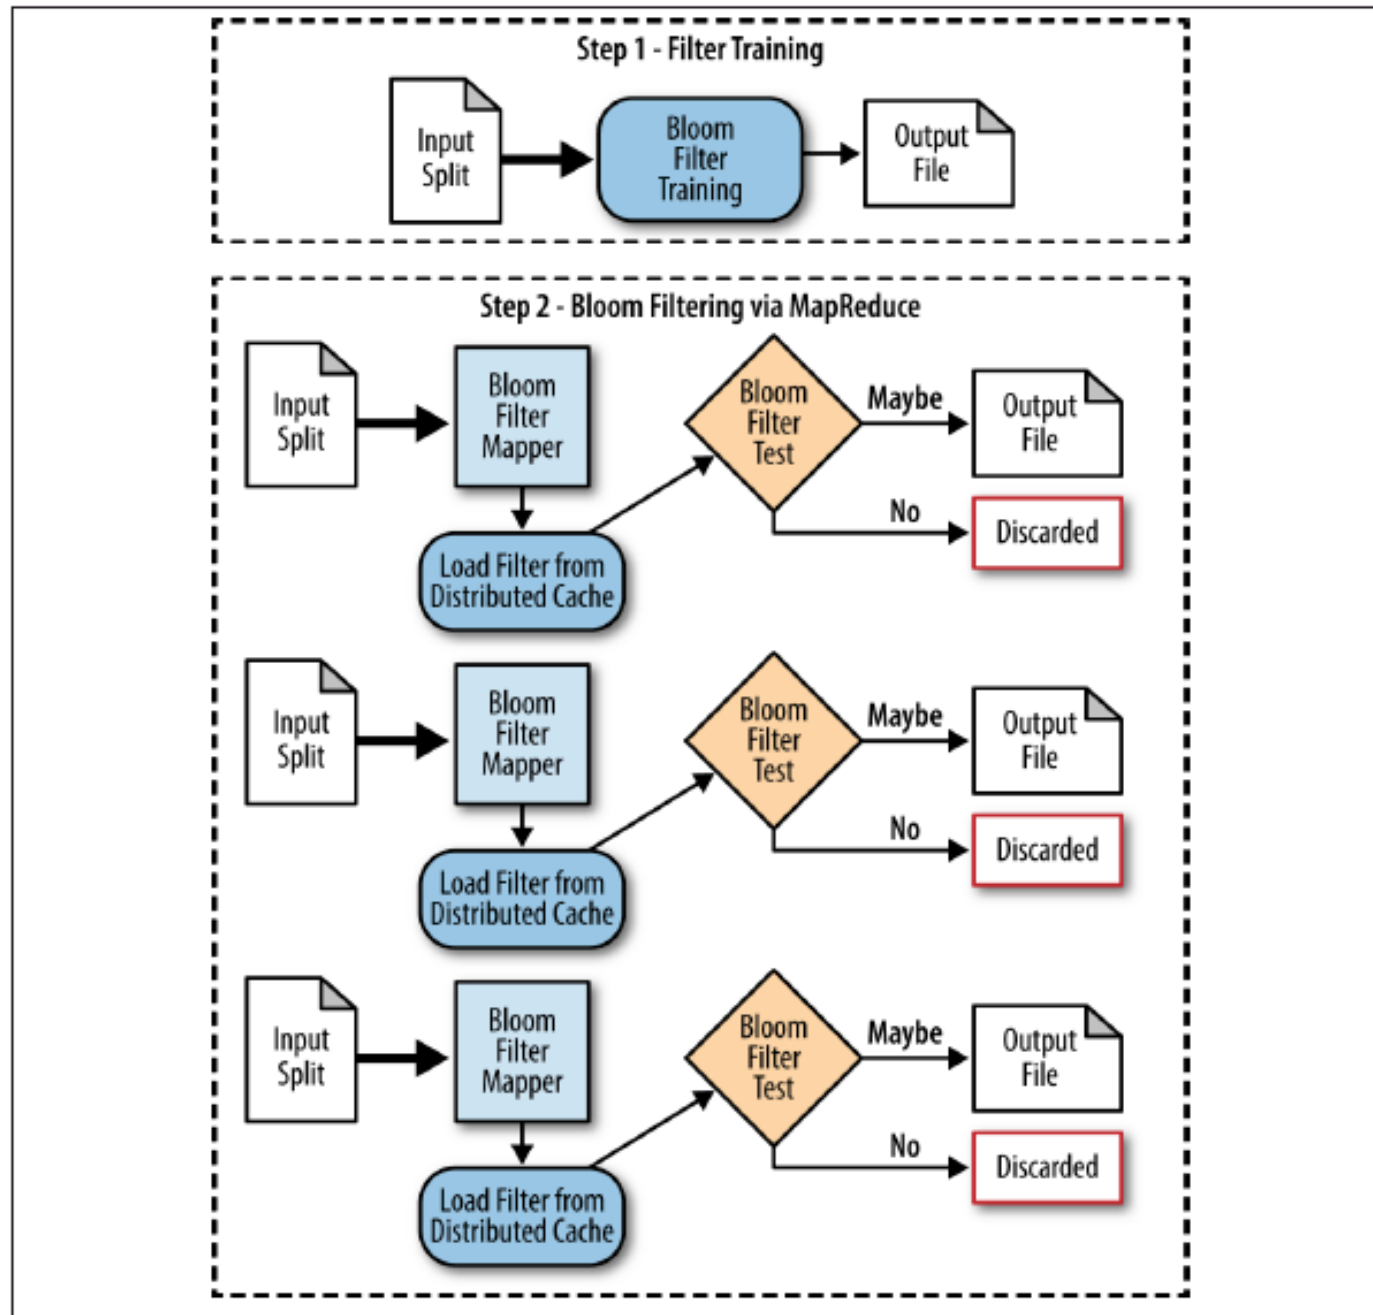 Step 1 - Filter Training
Input
Split
Bloom
Filter
Training
Output
File
Step 2 - Bloom Filtering via MapReduce
Input
Split
Bloom
Filter
Mapper
Load Filter from
Distributed Cache
Bloom
Filter
Test
Maybe
No
Output
File
Discarded
Input
Split
Bloom
Filter
Mapper
Load Filter from
Distributed Cache
Bloom
Filter
Test
Maybe
No
Output
File
Discarded
Input
Split
Bloom
Filter
Mapper
Load Filter from
Distributed Cache
Bloom
Filter
Test
Maybe
No
Output
File
Discarded